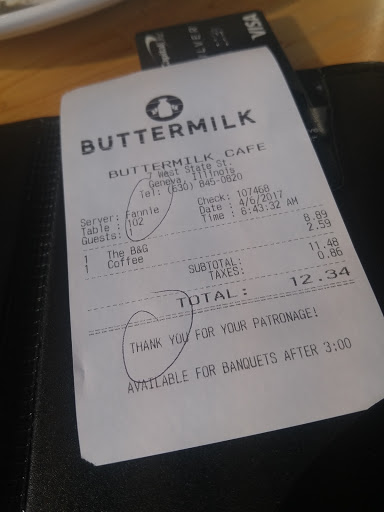 VISA
BUTTERMILK
BUTTERMILK CAFE
7 West State St.
Geneva, Illinois
Tel: (630) 845-0820
Server: Fannie Check: 107468
Table : 102 Date : 4/6/2017
Guests: 1 Time : 8:43:32 AM
1 The B&G 8.89
1 Coffee 2.59
SUBTOTAL: 11.48
TAXES: 0.86
TOTAL: 12.34
THANK YOU FOR YOUR PATRONAGE!
AVAILABLE FOR BANQUETS AFTER 3:00